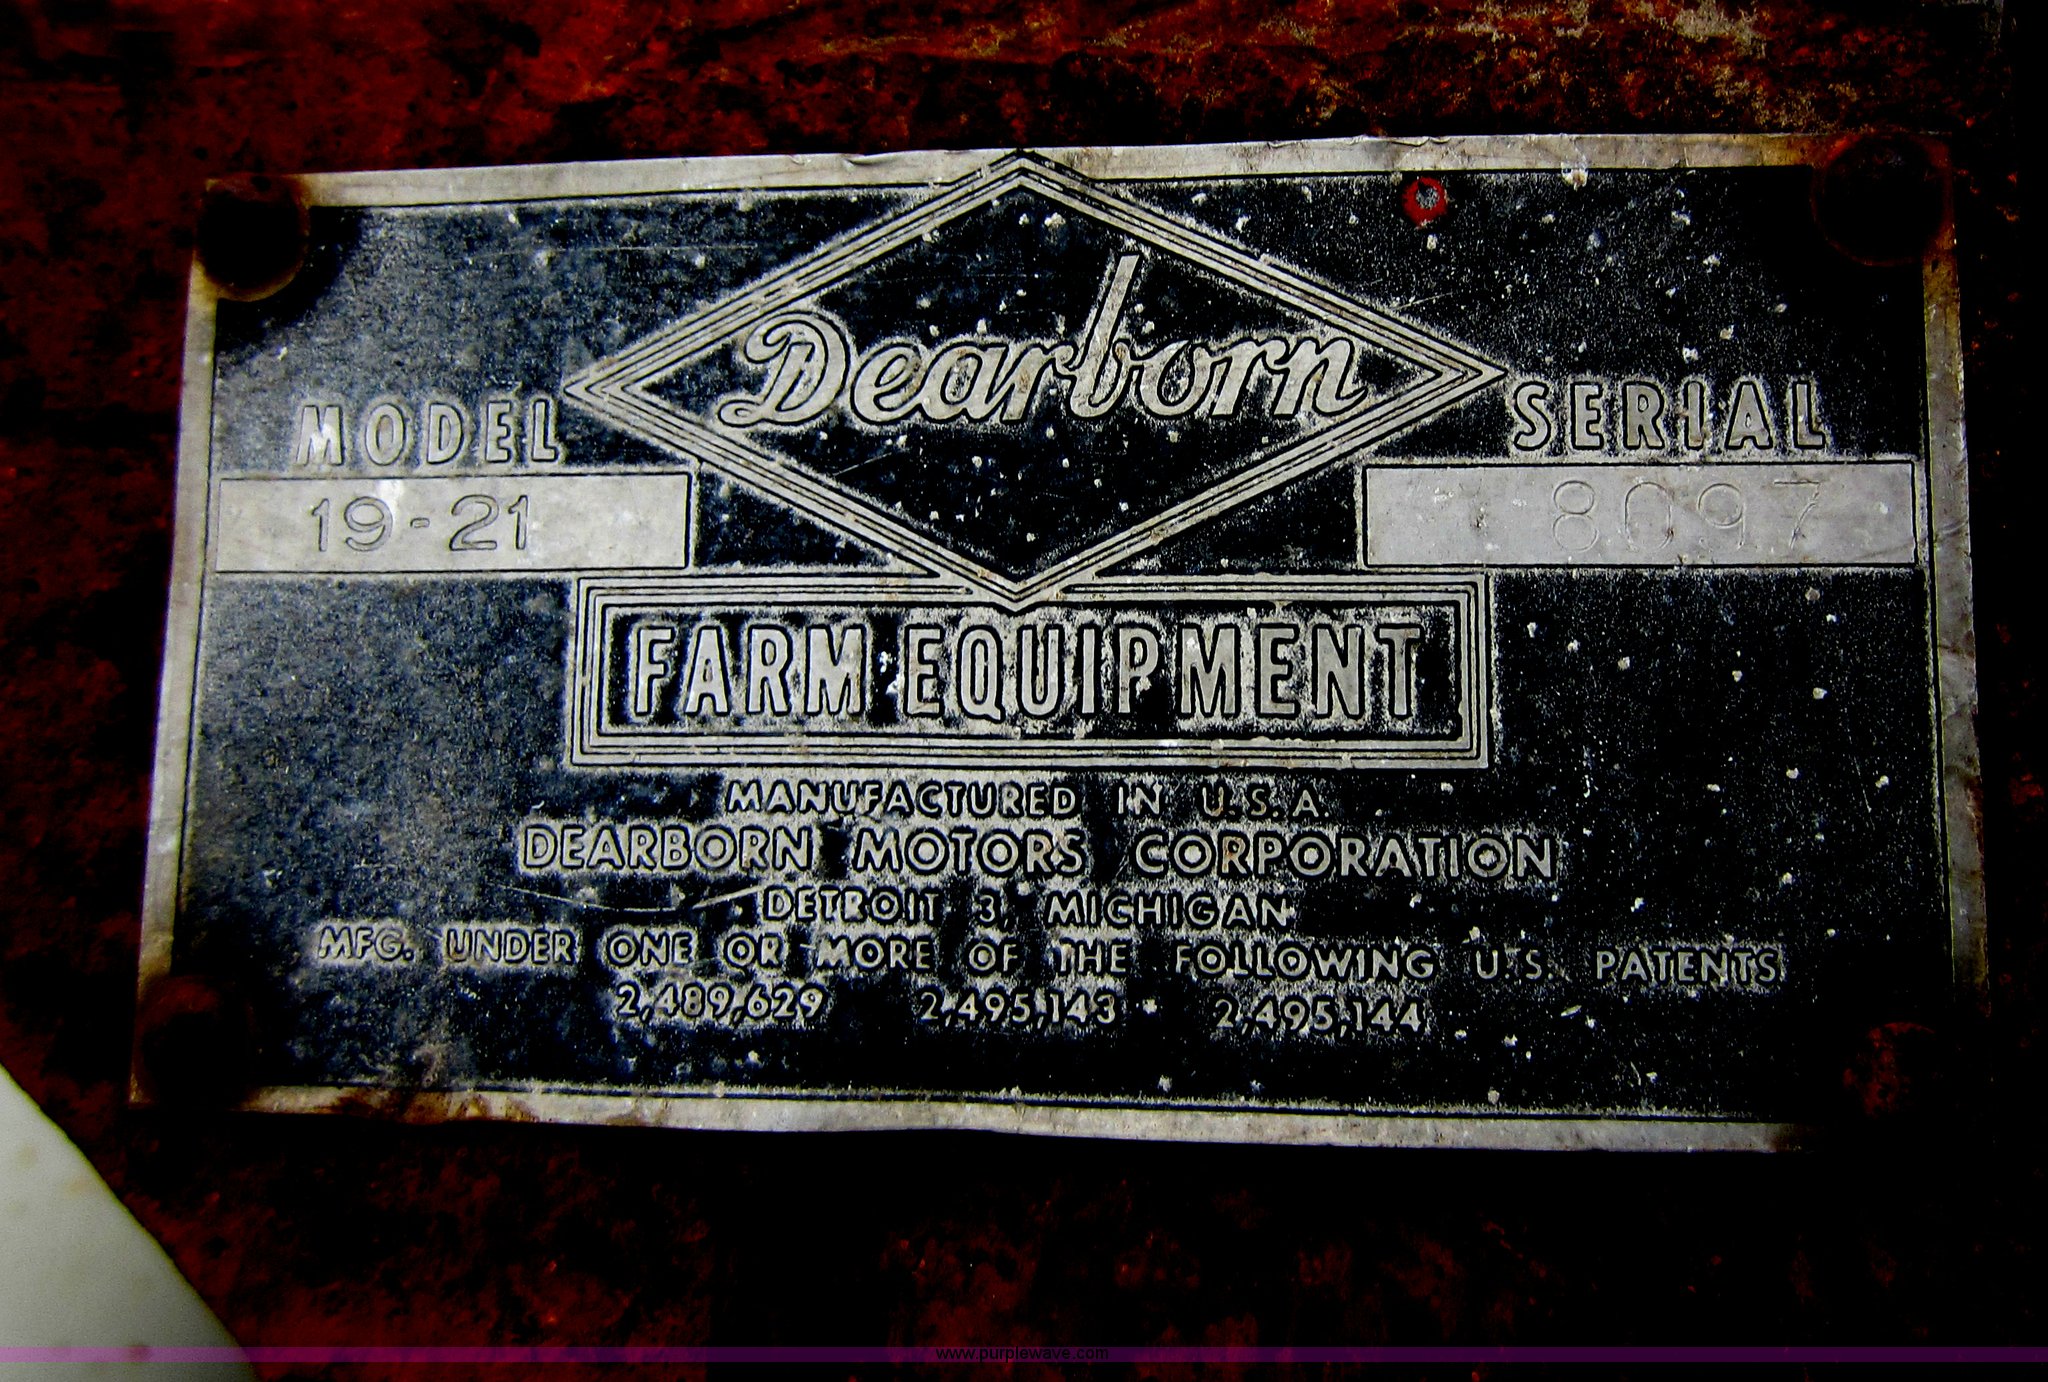 Dearborn
MODEL
SERIAL
19-21
8097
FARM EQUIPMENT
MANUFACTURED IN U.S.A.
DEARBORN MOTORS CORPORATION
DETROIT 3, MICHIGAN
MFG. UNDER ONE OR MORE OF THE FOLLOWING U.S. PATENTS
2,489,629 2,495,143 2,495,144
www.purplewave.com